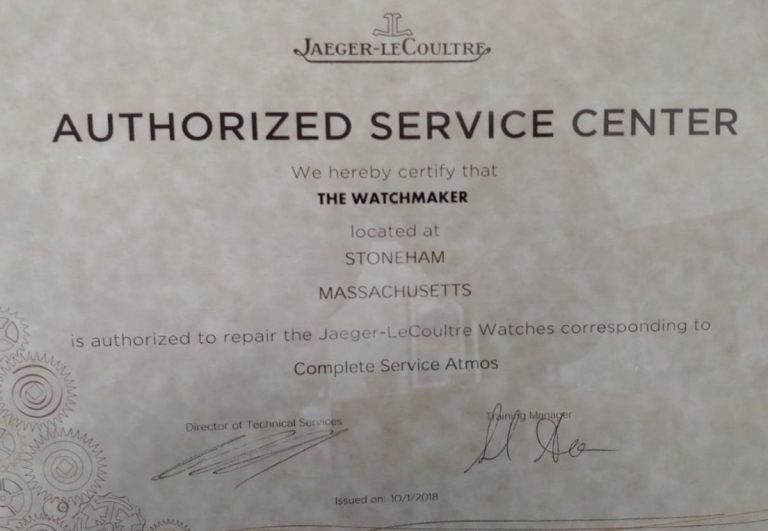 JAEGER-LECOULTRE
AUTHORIZED SERVICE CENTER
We hereby certify that
THE WATCHMAKER
located at
STONEHAM
MASSACHUSETTS
is authorized to repair the Jaeger-LeCoultre Watches corresponding to
Complete Service Atmos
Director of Technical Services
Training Manager
Issued on: 10/1/2018